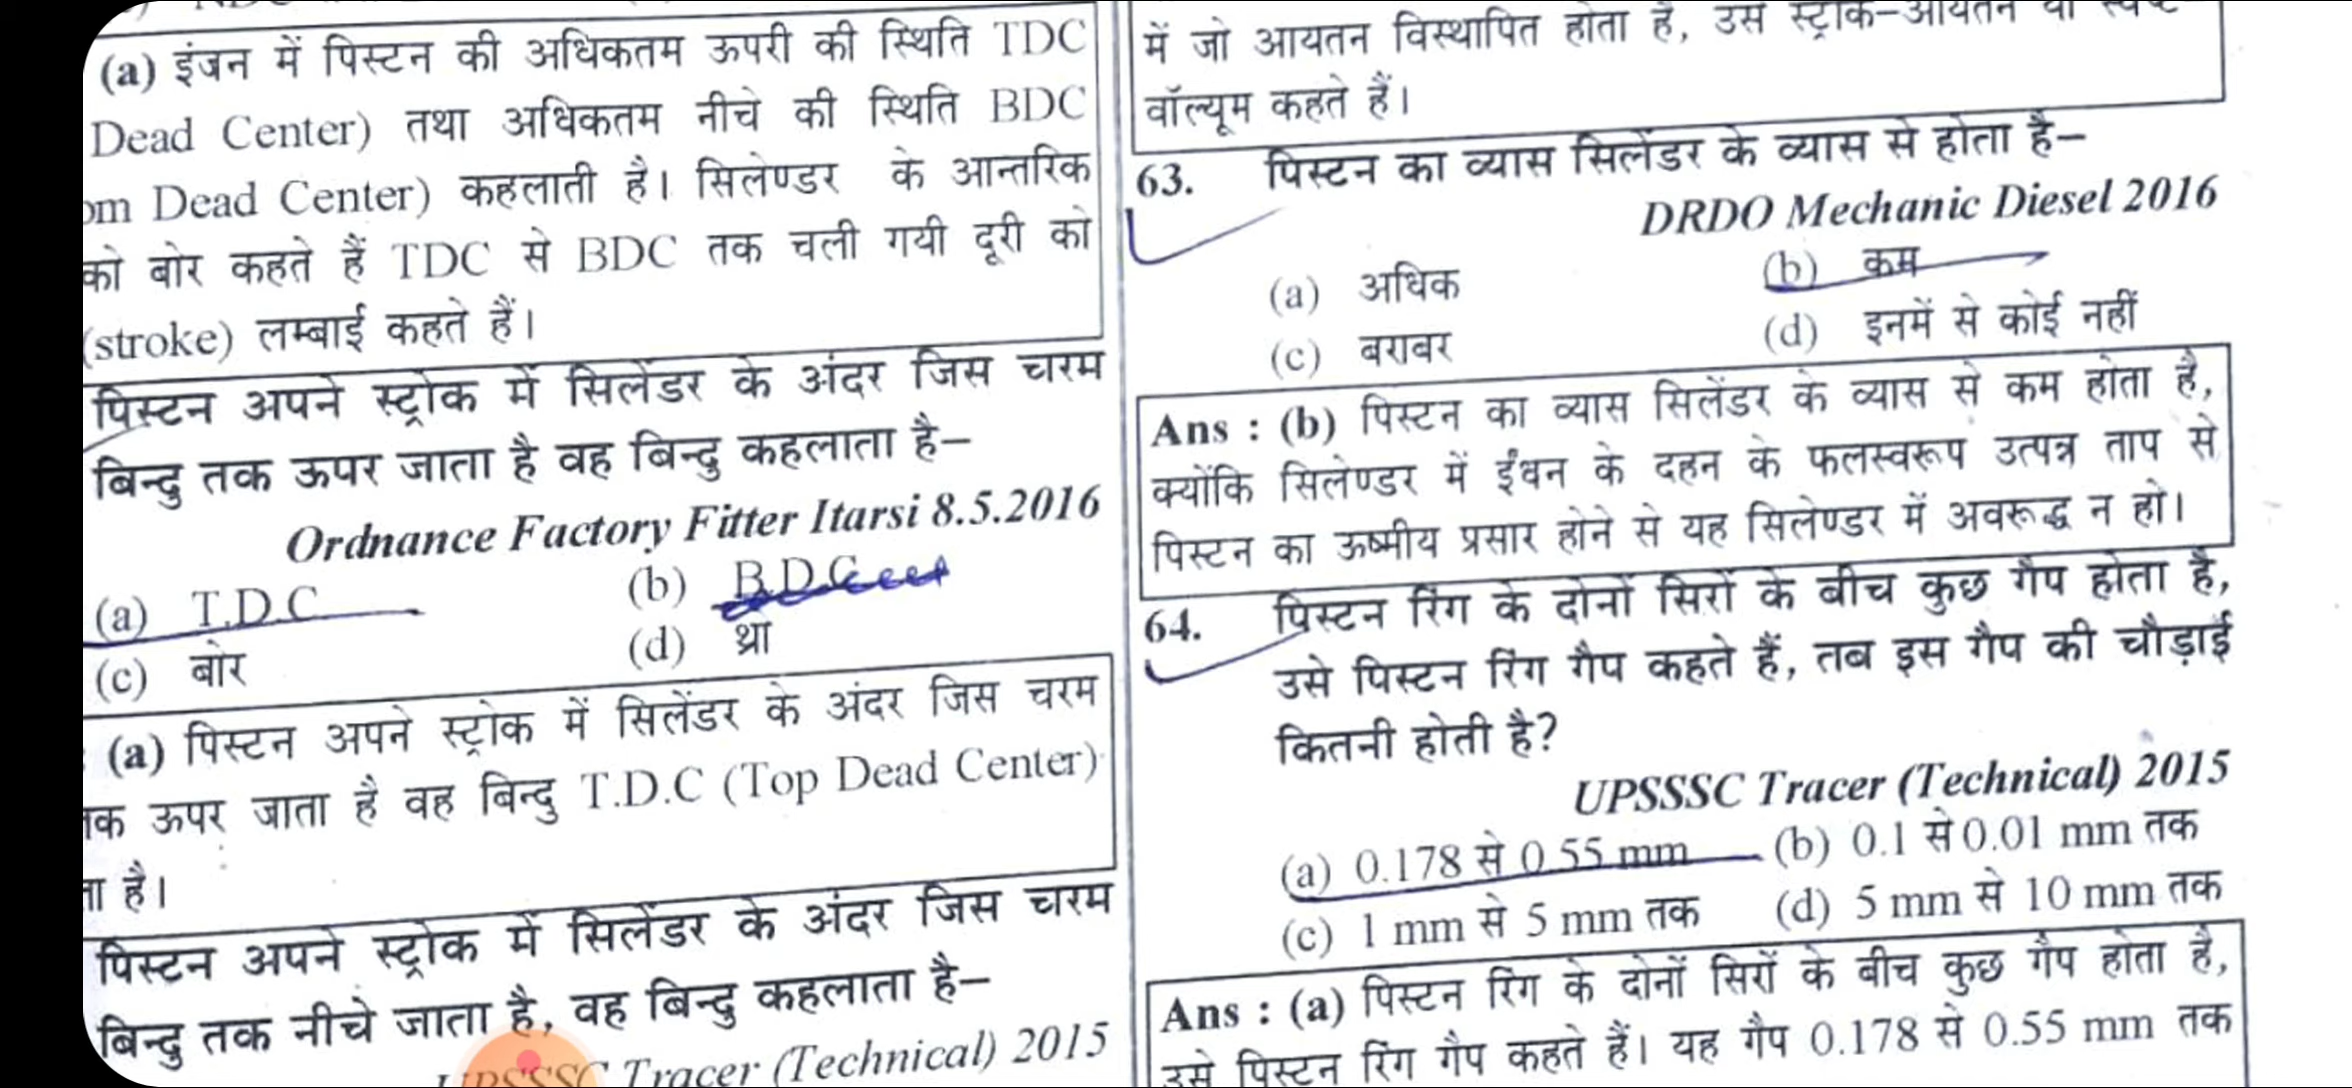 (a) इंजन में पिस्टन की अधिकतम ऊपरी की स्थिति TDC
Dead Center) तथा अधिकतम नीचे की स्थिति BDC
om Dead Center) कहलाती है। सिलेण्डर के आन्तरिक
को बोर कहते हैं TDC से BDC तक चली गयी दूरी को
(stroke) लम्बाई कहते हैं।
पिस्टन अपने स्ट्रोक में सिलेंडर के अंदर जिस चरम
बिन्दु तक ऊपर जाता है वह बिन्दु कहलाता है–
Ordnance Factory Fitter Itarsi 8.5.2016
(a) T.D.C (b) B.D.C
(c) बोर (d) थ्रो
(a) पिस्टन अपने स्ट्रोक में सिलेंडर के अंदर जिस चरम
तक ऊपर जाता है वह बिन्दु T.D.C (Top Dead Center)
ता है।
पिस्टन अपने स्ट्रोक में सिलेंडर के अंदर जिस चरम
बिन्दु तक नीचे जाता है, वह बिन्दु कहलाता है–
UPSSSC Tracer (Technical) 2015
में जो आयतन विस्थापित होता है, उसे स्ट्रोक-आयतन या
वॉल्यूम कहते हैं।
63. पिस्टन का व्यास सिलेंडर के व्यास से होता है–
DRDO Mechanic Diesel 2016
(a) अधिक (b) कम
(c) बराबर (d) इनमें से कोई नहीं
Ans : (b) पिस्टन का व्यास सिलेंडर के व्यास से कम होता है,
क्योंकि सिलेण्डर में ईंधन के दहन के फलस्वरूप उत्पन्न ताप से
पिस्टन का ऊष्मीय प्रसार होने से यह सिलेण्डर में अवरूद्ध न हो।
64. पिस्टन रिंग के दोनों सिरों के बीच कुछ गैप होता है,
उसे पिस्टन रिंग गैप कहते हैं, तब इस गैप की चौड़ाई
कितनी होती है?
UPSSSC Tracer (Technical) 2015
(a) 0.178 से 0.55 mm (b) 0.1 से 0.01 mm तक
(c) 1 mm से 5 mm तक (d) 5 mm से 10 mm तक
Ans : (a) पिस्टन रिंग के दोनों सिरों के बीच कुछ गैप होता है,
उसे पिस्टन रिंग गैप कहते हैं। यह गैप 0.178 से 0.55 mm तक